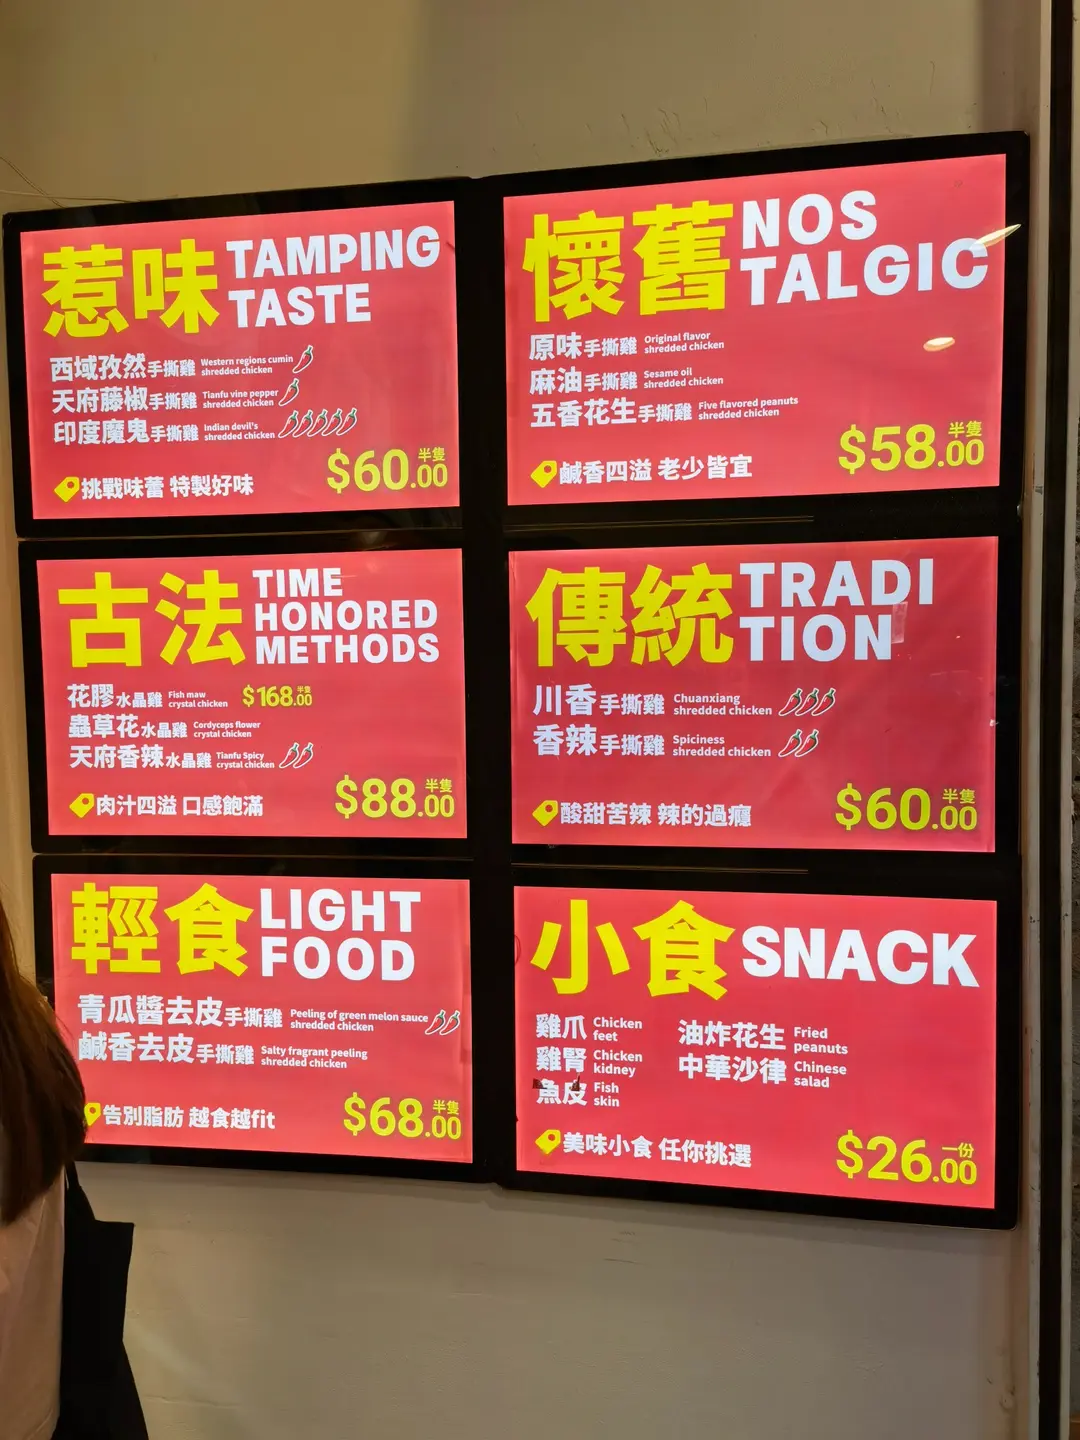 惹味 TAMPING TASTE
西域孜然手撕雞 Western regions cumin shredded chicken
天府藤椒手撕雞 Tianfu vine pepper shredded chicken
印度魔鬼手撕雞 Indian devil's shredded chicken
挑戰味蕾 特製好味
$60.00 半隻
懷舊 NOS TALGIC
原味手撕雞 Original flavor shredded chicken
麻油手撕雞 Sesame oil shredded chicken
五香花生手撕雞 Five flavored peanuts shredded chicken
鹹香四溢 老少皆宜
$58.00 半隻
古法 TIME HONORED METHODS
花膠水晶雞 Fish maw crystal chicken $168.00 半隻
蟲草花水晶雞 Cordyceps flower crystal chicken
天府香辣水晶雞 Tianfu Spicy crystal chicken
肉汁四溢 口感飽滿
$88.00 半隻
傳統 TRADI TION
川香手撕雞 Chuanxiang shredded chicken
香辣手撕雞 Spiciness shredded chicken
酸甜苦辣 辣的過癮
$60.00 半隻
輕食 LIGHT FOOD
青瓜醬去皮手撕雞 Peeling of green melon sauce shredded chicken
鹹香去皮手撕雞 Salty fragrant peeling shredded chicken
告別脂肪 越食越fit
$68.00 半隻
小食 SNACK
雞爪 Chicken feet
雞腎 Chicken kidney
魚皮 Fish skin
油炸花生 Fried peanuts
中華沙律 Chinese salad
美味小食 任你挑選
$26.00 一份